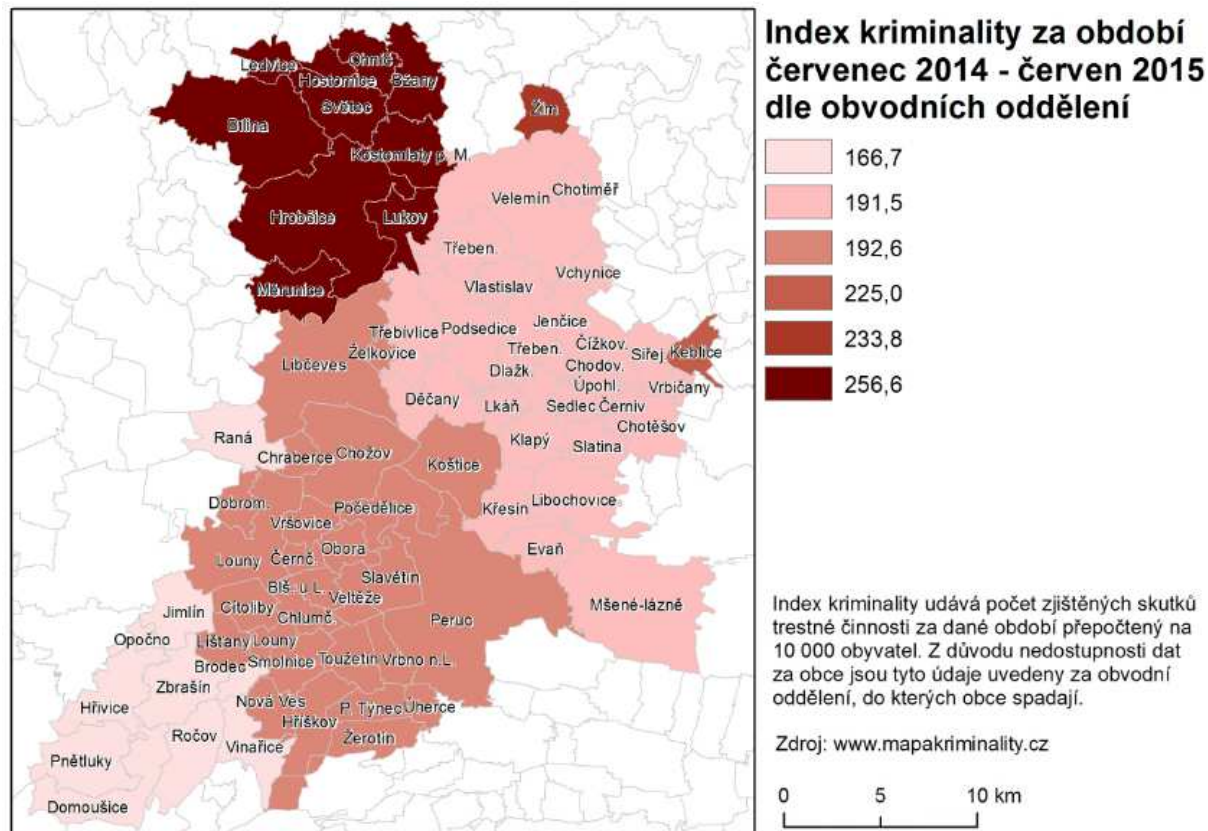 Index kriminality za období
červenec 2014 - červen 2015
dle obvodních oddělení
166,7
191,5
192,6
225,0
233,8
256,6
Ledvice
Ohníč
Hostomice
Bžany
Světec
Bílina
Žim
Kostomlaty p. M.
Chotiměř
Velemín
Hrobčice
Lukov
Třeben.
Vchynice
Měrunice
Vlastislav
Jenčice
Třebívlice
Podsedice
Čížkov.
Želkovice
Třeben.
Siřej.
Keblice
Libčeves
Dlažk.
Chodov.
Úpohl.
Vrbičany
Děčany
Lkáň
Sedlec
Černiv
Chotěšov
Raná
Klapý
Slatina
Chraberce
Chožov
Koštice
Dobrom.
Počedělice
Křesín
Libochovice
Vršovice
Evaň
Louny
Černč.
Obora
Slavětín
Blš. u L.
Veltěže
Mšené-lázně
Jimlín
Cítoliby
Chlumč.
Peruc
Opočno
Lišťany
Louny
Brodec
Smolnice
Toužetín
Vrbno n.L.
Zbrašín
Hřivice
Nová Ves
P. Týnec
Úherce
Hříškov
Ročov
Vinařice
Žerotín
Pnětluky
Domoušice
Index kriminality udává počet zjištěných skutků
trestné činnosti za dané období přepočtený na
10 000 obyvatel. Z důvodu nedostupnosti dat
za obce jsou tyto údaje uvedeny za obvodní
oddělení, do kterých obce spadají.
Zdroj: www.mapakriminality.cz
0 5 10 km